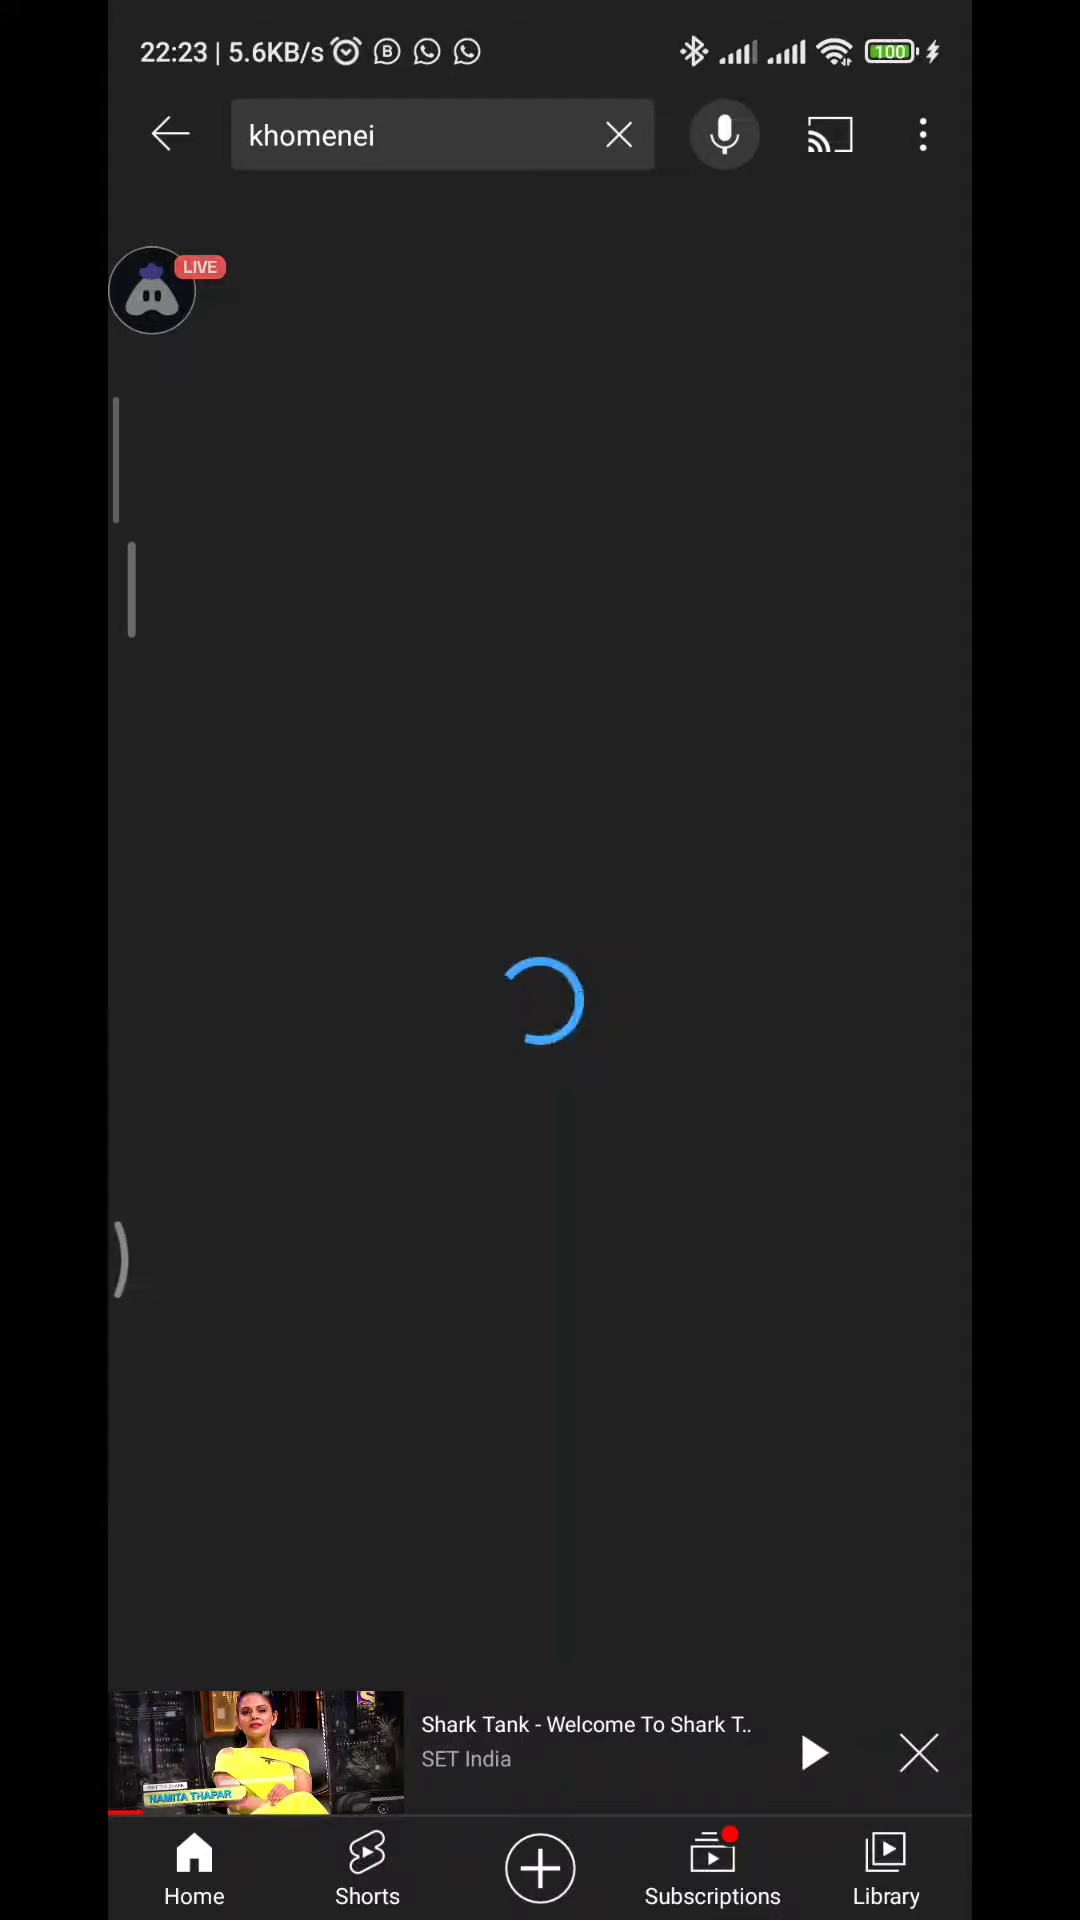 22:23 | 5.6KB/s
100
khomenei
LIVE
Shark Tank - Welcome To Shark T..
SET India
NAMITA THAPAR
Home
Shorts
Subscriptions
Library